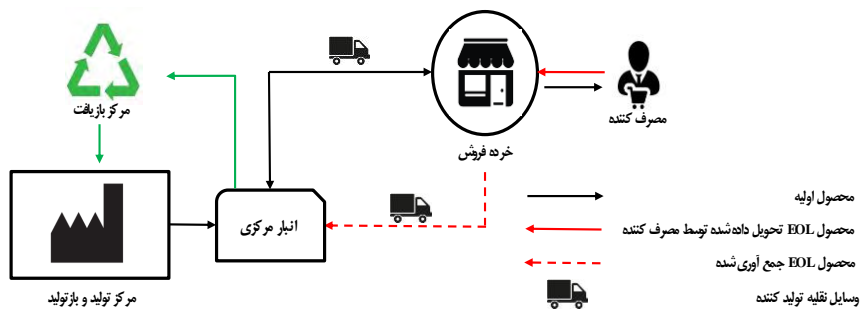 مرکز بازیافت
مصرف کننده
خرده فروش
انبار مرکزی
مرکز تولید و بازتولید
محصول اولیه
محصول EOL تحویل داده شده توسط مصرف کننده
محصول EOL جمع آوری شده
وسایل نقلیه تولید کننده